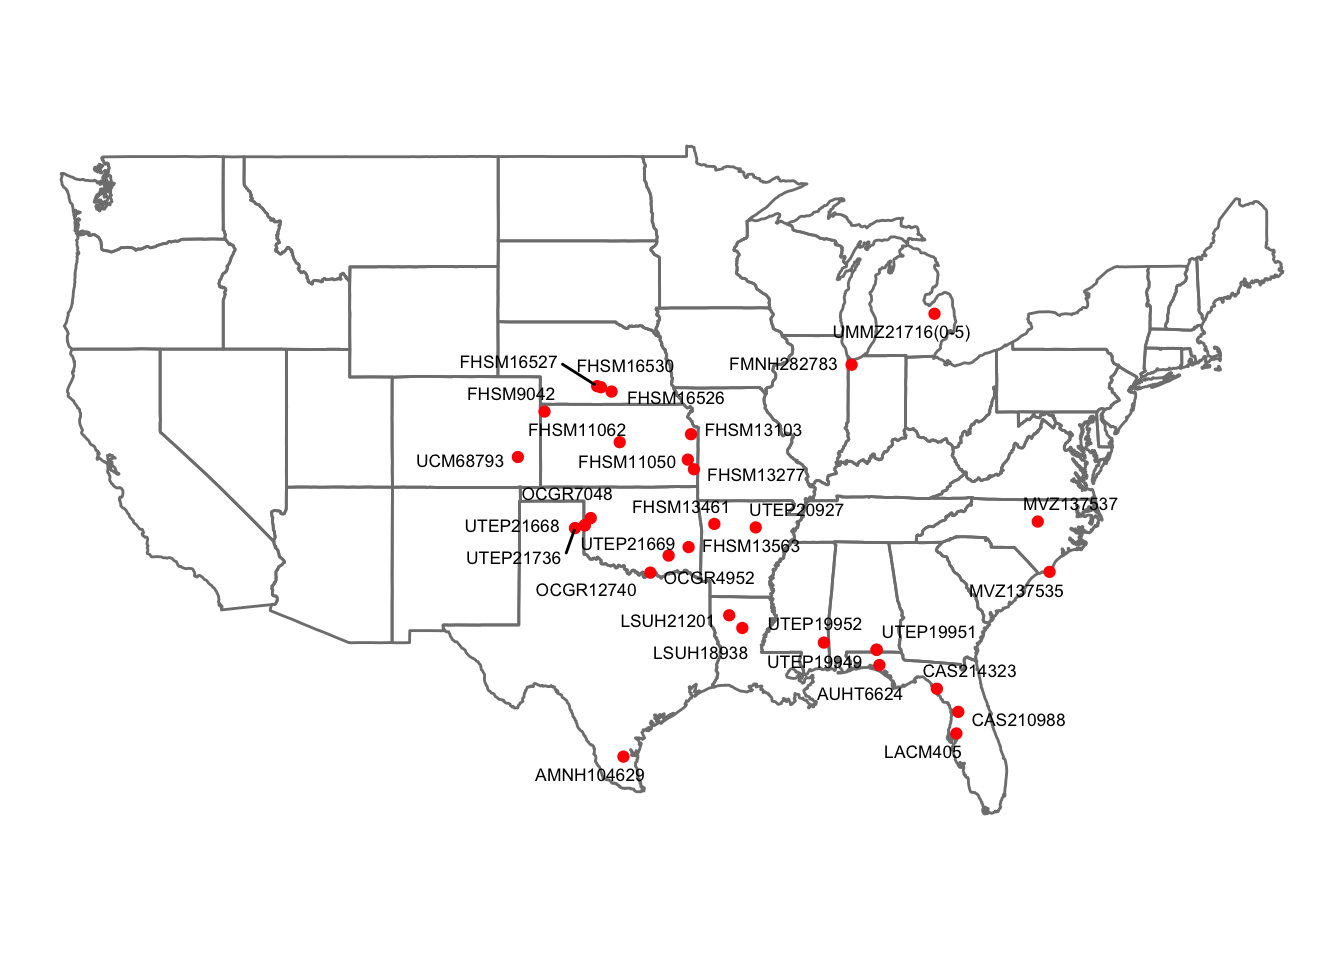 UMMZ21716(0-5)
FHSM16527
FHSM16530
FMNH282783
FHSM9042
FHSM16526
FHSM11062
FHSM13103
UCM68793
FHSM11050
FHSM13277
OCGR7048
FHSM13461
UTEP20927
MVZ137537
UTEP21668
UTEP21669
FHSM13563
UTEP21736
OCGR4952
OCGR12740
MVZ137535
LSUH21201
UTEP19952
UTEP19951
LSUH18938
UTEP19949
CAS214323
AUHT6624
CAS210988
LACM405
AMNH104629